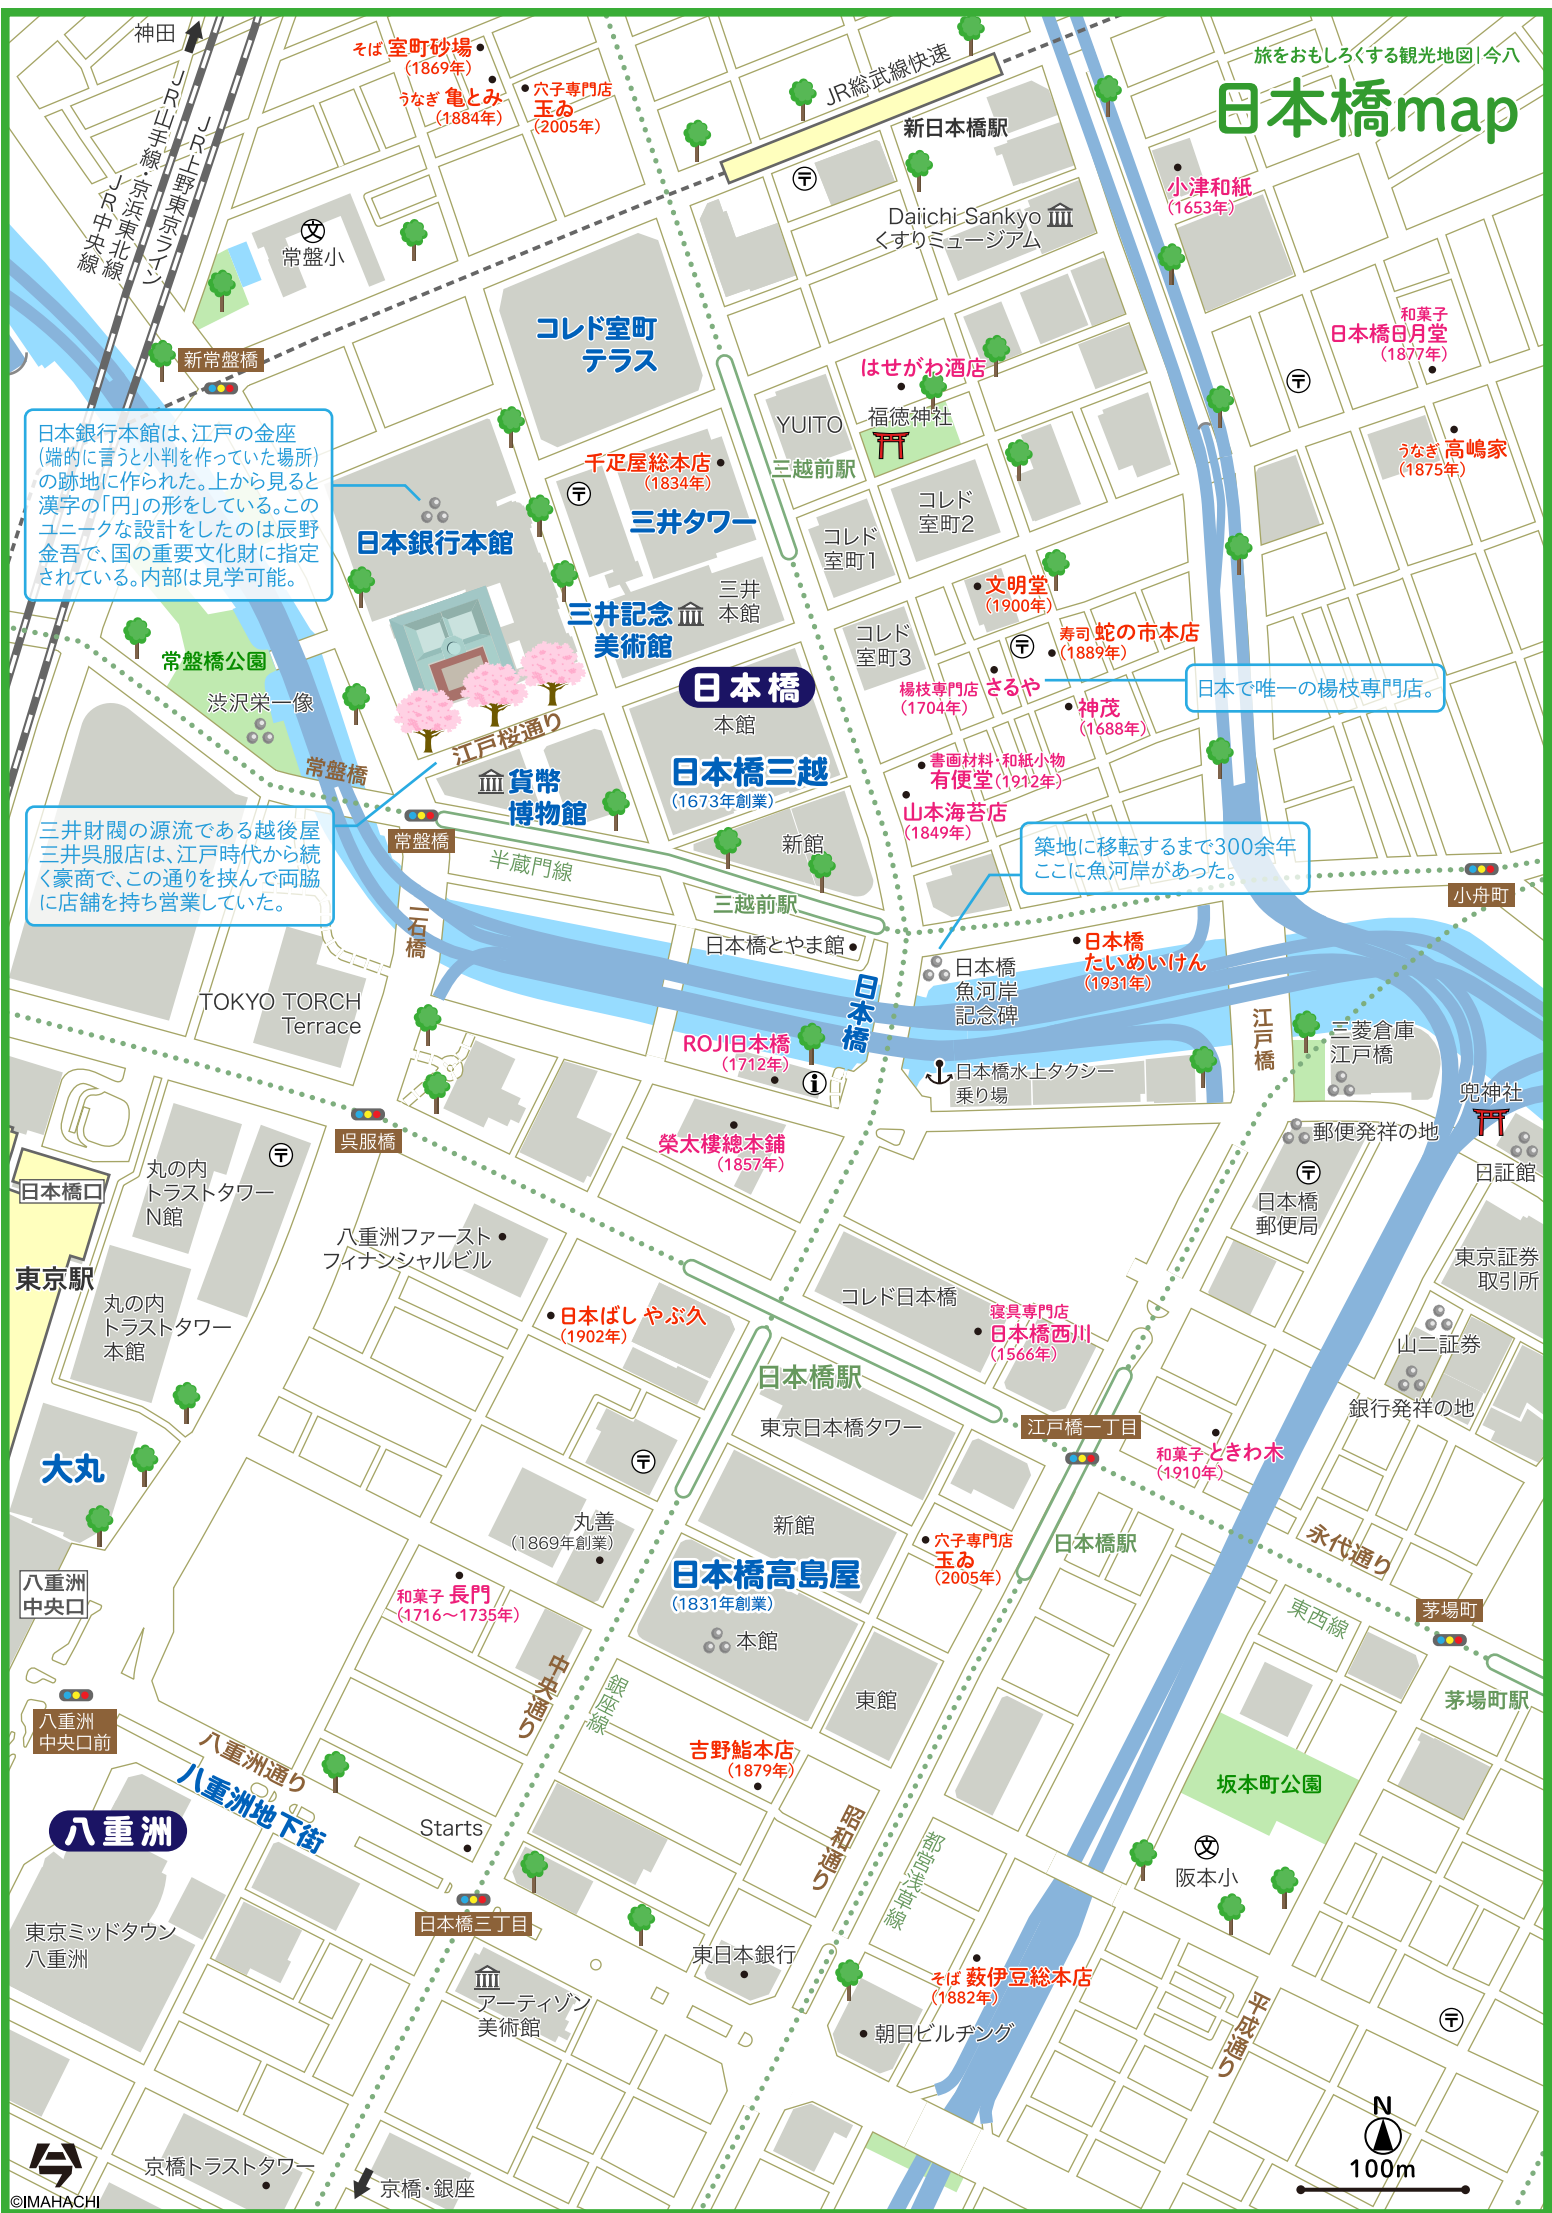 旅をおもしろくする観光地図|今八
日本橋map
神田
JR山手線・京浜東北線
JR中央線
JR上野東京ライン
そば 室町砂場
(1869年)
うなぎ 亀とみ
(1884年)
穴子専門店
玉ゐ
(2005年)
JR総武線快速
新日本橋駅
小津和紙
(1653年)
Daiichi Sankyo
くすりミュージアム
文
常盤小
コレド室町
テラス
新常盤橋
和菓子
日本橋日月堂
(1877年)
はせがわ酒店
福徳神社
YUITO
三越前駅
うなぎ 高嶋家
(1875年)
日本銀行本館は、江戸の金座
(端的に言うと小判を作っていた場所)
の跡地に作られた。上から見ると
漢字の「円」の形をしている。この
ユニークな設計をしたのは辰野
金吾で、国の重要文化財に指定
されている。内部は見学可能。
千疋屋総本店
(1834年)
三井タワー
日本銀行本館
コレド
室町2
コレド
室町1
三井
本館
三井記念
美術館
文明堂
(1900年)
コレド
室町3
寿司 蛇の市本店
(1889年)
常盤橋公園
渋沢栄一像
日本橋
本館
楊枝専門店 さるや
(1704年)
日本で唯一の楊枝専門店。
神茂
(1688年)
江戸桜通り
常盤橋
貨幣
博物館
日本橋三越
(1673年創業)
書画材料・和紙小物
有便堂(1912年)
山本海苔店
(1849年)
三井財閥の源流である越後屋
三井呉服店は、江戸時代から続
く豪商で、この通りを挟んで両脇
に店舗を持ち営業していた。
常盤橋
新館
半蔵門線
三越前駅
築地に移転するまで300余年
ここに魚河岸があった。
小舟町
一石橋
日本橋とやま館
日本橋
たいめいけん
(1931年)
日本橋
魚河岸
記念碑
日本橋
TOKYO TORCH
Terrace
江戸橋
三菱倉庫
江戸橋
ROJI日本橋
(1712年)
i
日本橋水上タクシー
乗り場
兜神社
郵便発祥の地
日証館
呉服橋
榮太樓總本鋪
(1857年)
日本橋口
丸の内
トラストタワー
N館
日本橋
郵便局
東京証券
取引所
八重洲ファースト
フィナンシャルビル
東京駅
丸の内
トラストタワー
本館
コレド日本橋
日本ばし やぶ久
(1902年)
寝具専門店
日本橋西川
(1566年)
山二証券
銀行発祥の地
日本橋駅
東京日本橋タワー
江戸橋一丁目
和菓子 ときわ木
(1910年)
大丸
丸善
(1869年創業)
新館
穴子専門店
玉ゐ
(2005年)
日本橋駅
永代通り
日本橋高島屋
(1831年創業)
本館
八重洲
中央口
和菓子 長門
(1716〜1735年)
東西線
茅場町
茅場町駅
中央通り
銀座線
東館
八重洲
中央口前
八重洲通り
八重洲地下街
吉野鮨本店
(1879年)
坂本町公園
八重洲
Starts
昭和通り
都営浅草線
文
阪本小
日本橋三丁目
東京ミッドタウン
八重洲
東日本銀行
アーティゾン
美術館
そば 薮伊豆総本店
(1882年)
朝日ビルヂング
平成通り
N
100m
京橋トラストタワー
京橋・銀座
©IMAHACHI